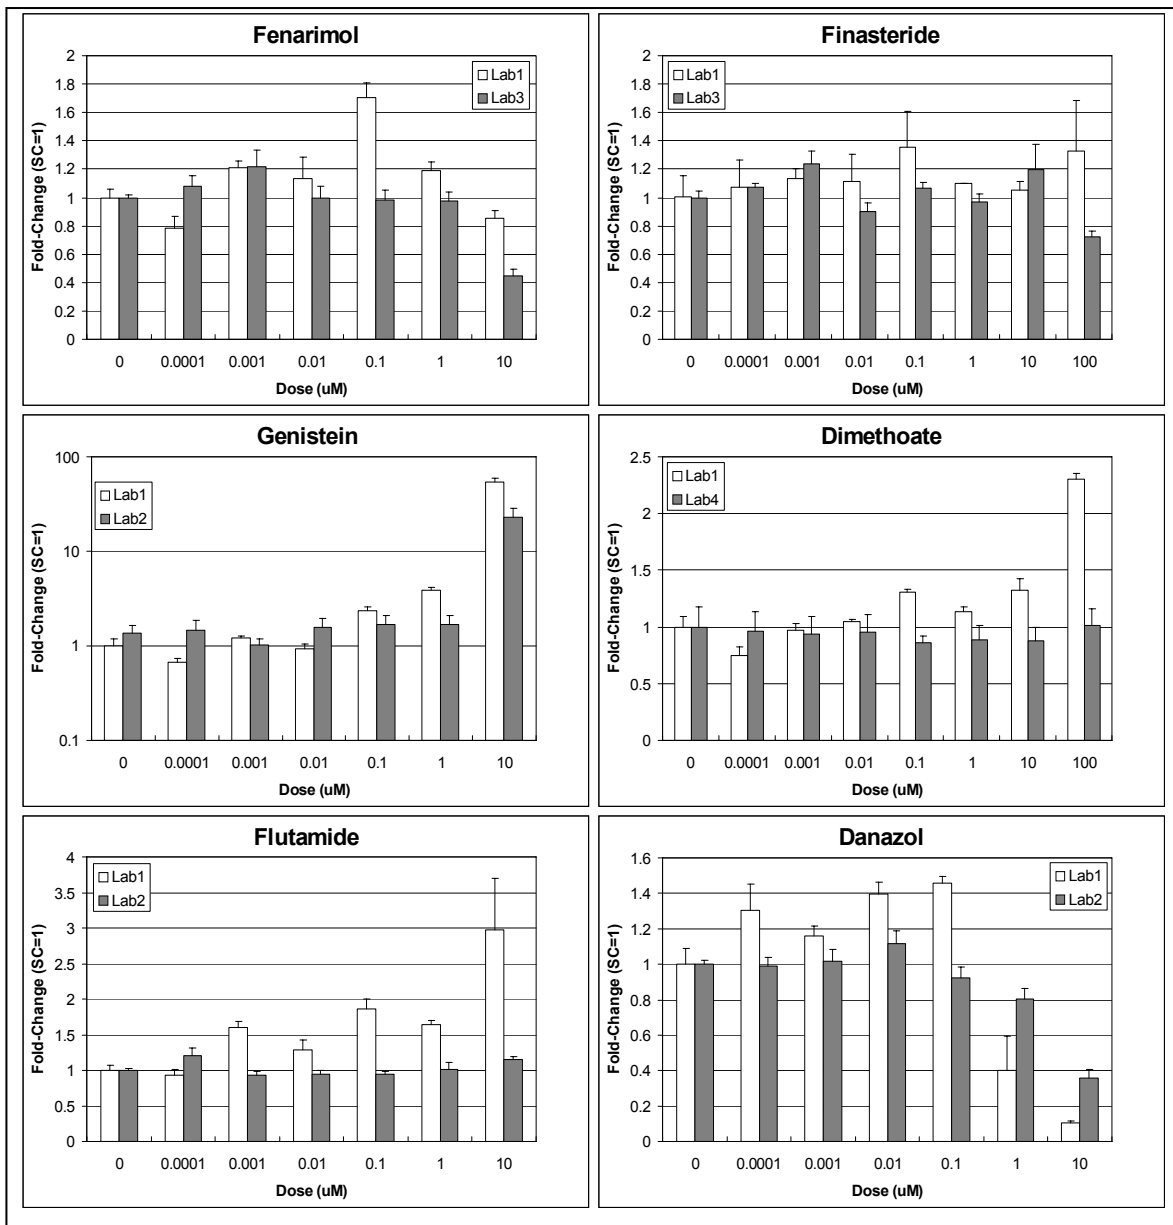 Fenarimol
2
1.8
1.6
1.4
1.2
1
0.8
0.6
0.4
0.2
0
Fold-Change (SC=1)
Lab1
Lab3
0 0.0001 0.001 0.01 0.1 1 10
Dose (uM)
Finasteride
2
1.8
1.6
1.4
1.2
1
0.8
0.6
0.4
0.2
0
Fold-Change (SC=1)
Lab1
Lab3
0 0.0001 0.001 0.01 0.1 1 10 100
Dose (uM)
Genistein
100
10
1
0.1
Fold-Change (SC=1)
Lab1
Lab2
0 0.0001 0.001 0.01 0.1 1 10
Dose (uM)
Dimethoate
2.5
2
1.5
1
0.5
0
Fold-Change (SC=1)
Lab1
Lab4
0 0.0001 0.001 0.01 0.1 1 10 100
Dose (uM)
Flutamide
4
3.5
3
2.5
2
1.5
1
0.5
0
Fold-Change (SC=1)
Lab1
Lab2
0 0.0001 0.001 0.01 0.1 1 10
Dose (uM)
Danazol
1.6
1.4
1.2
1
0.8
0.6
0.4
0.2
0
Fold-Change (SC=1)
Lab1
Lab2
0 0.0001 0.001 0.01 0.1 1 10
Dose (uM)